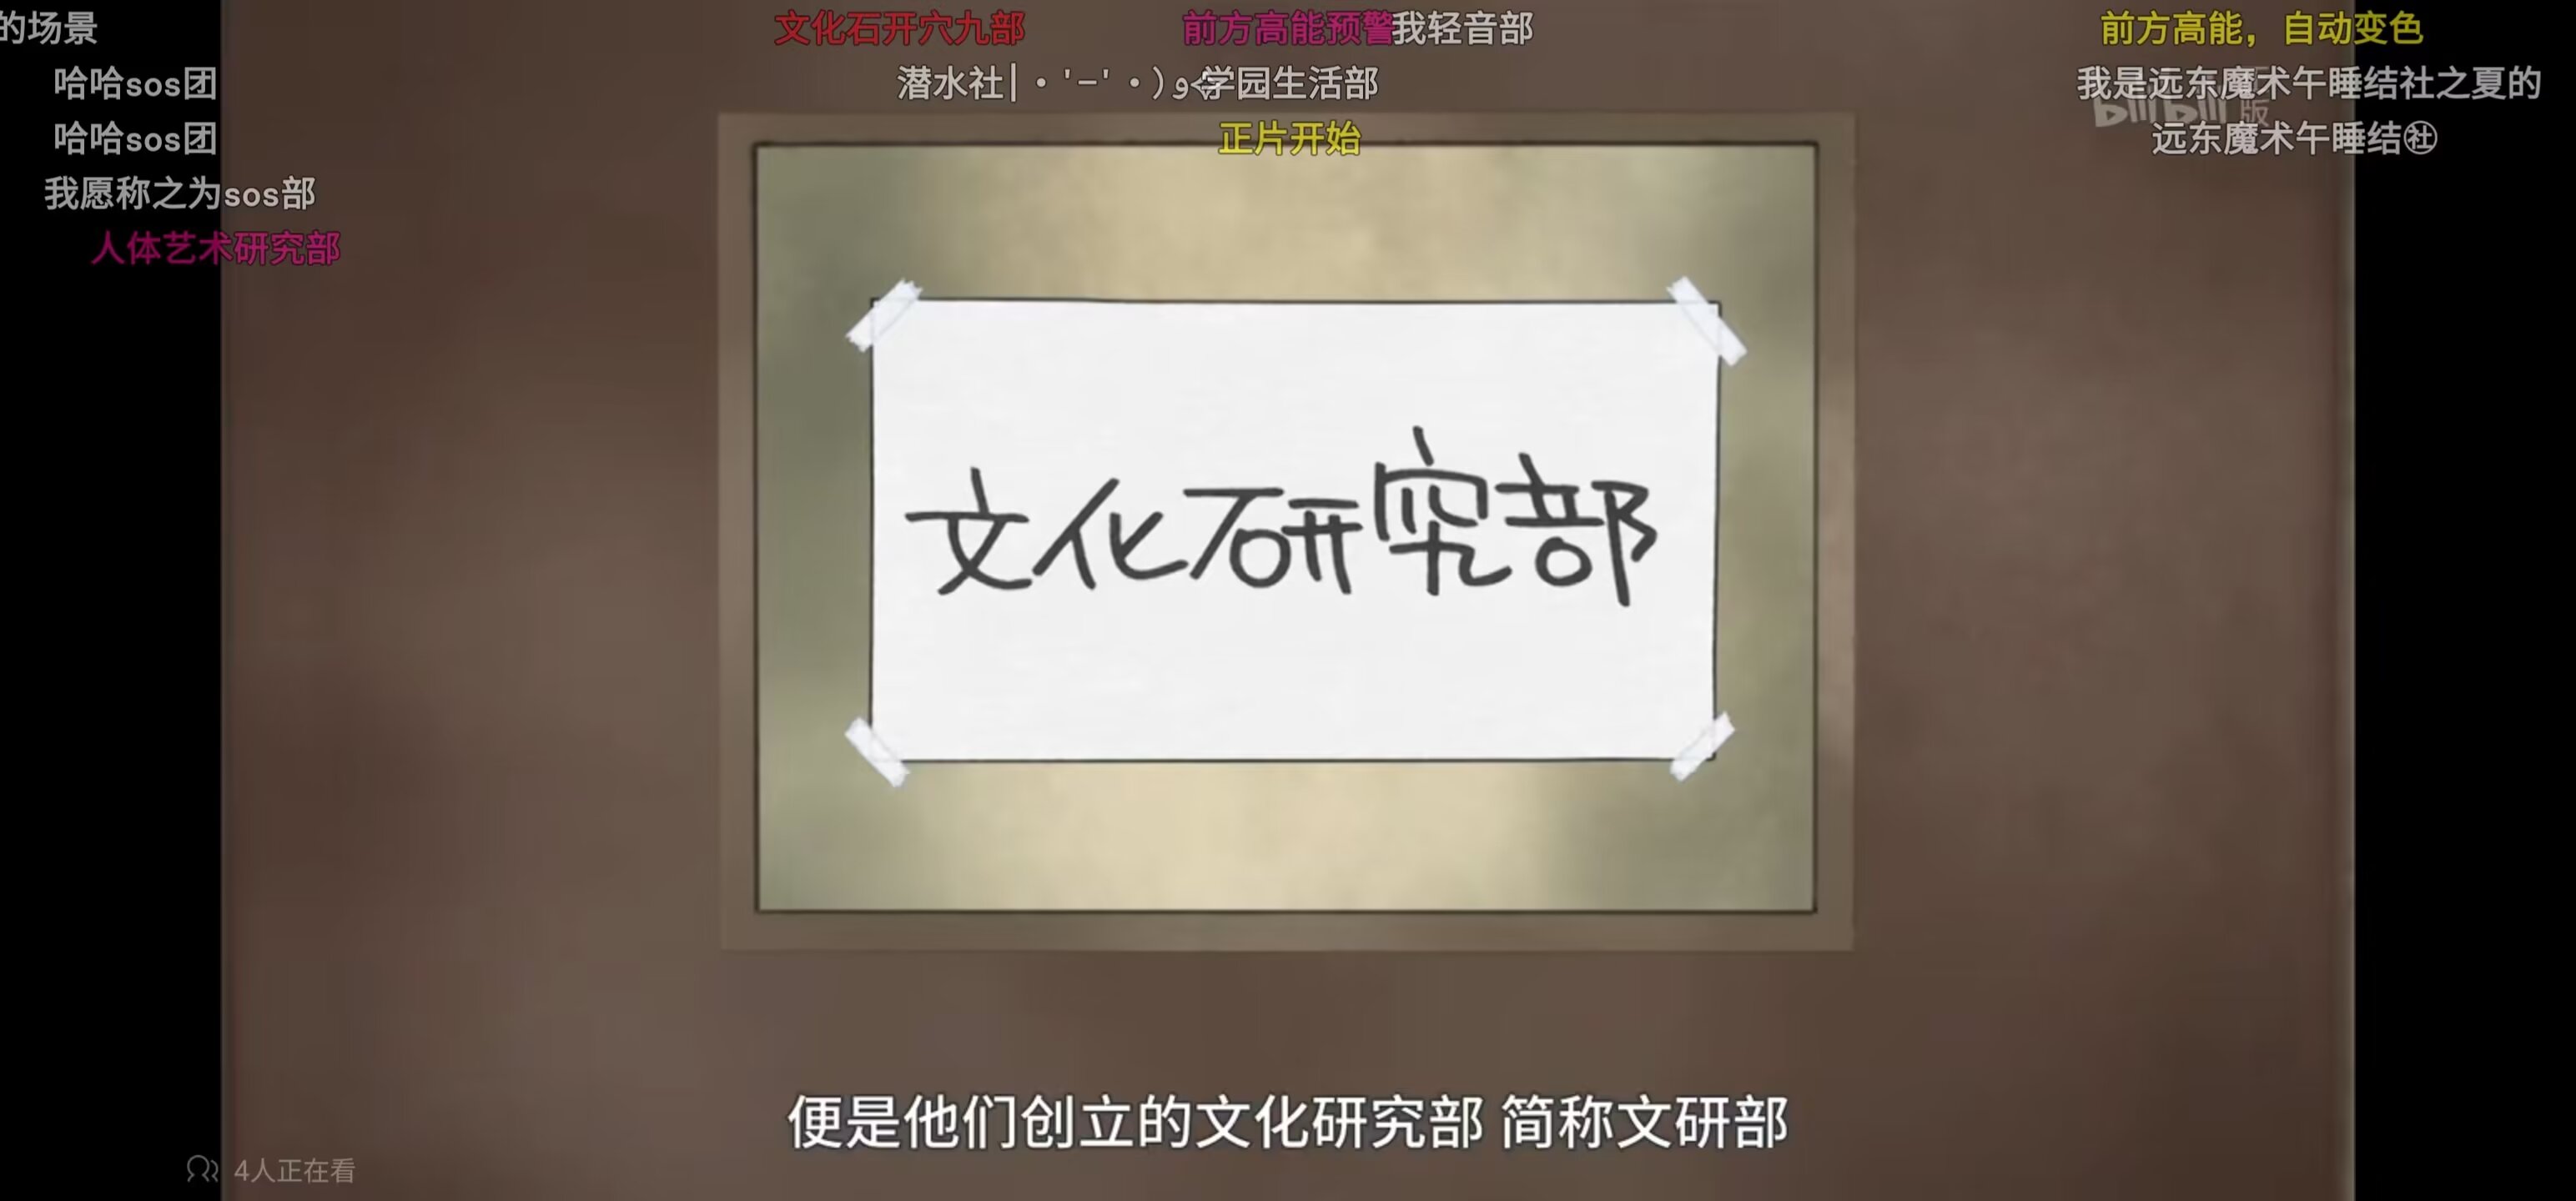 的场景
文化石开穴九部
前方高能预警
我轻音部
前方高能，自动变色
哈哈sos团
潜水社|・'-'・)و✧
学园生活部
我是远东魔术午睡结社之夏的
bilibili
版
哈哈sos团
正片开始
远东魔术午睡结㊓
我愿称之为sos部
人体艺术研究部
文化研究部
便是他们创立的文化研究部 简称文研部
4人正在看